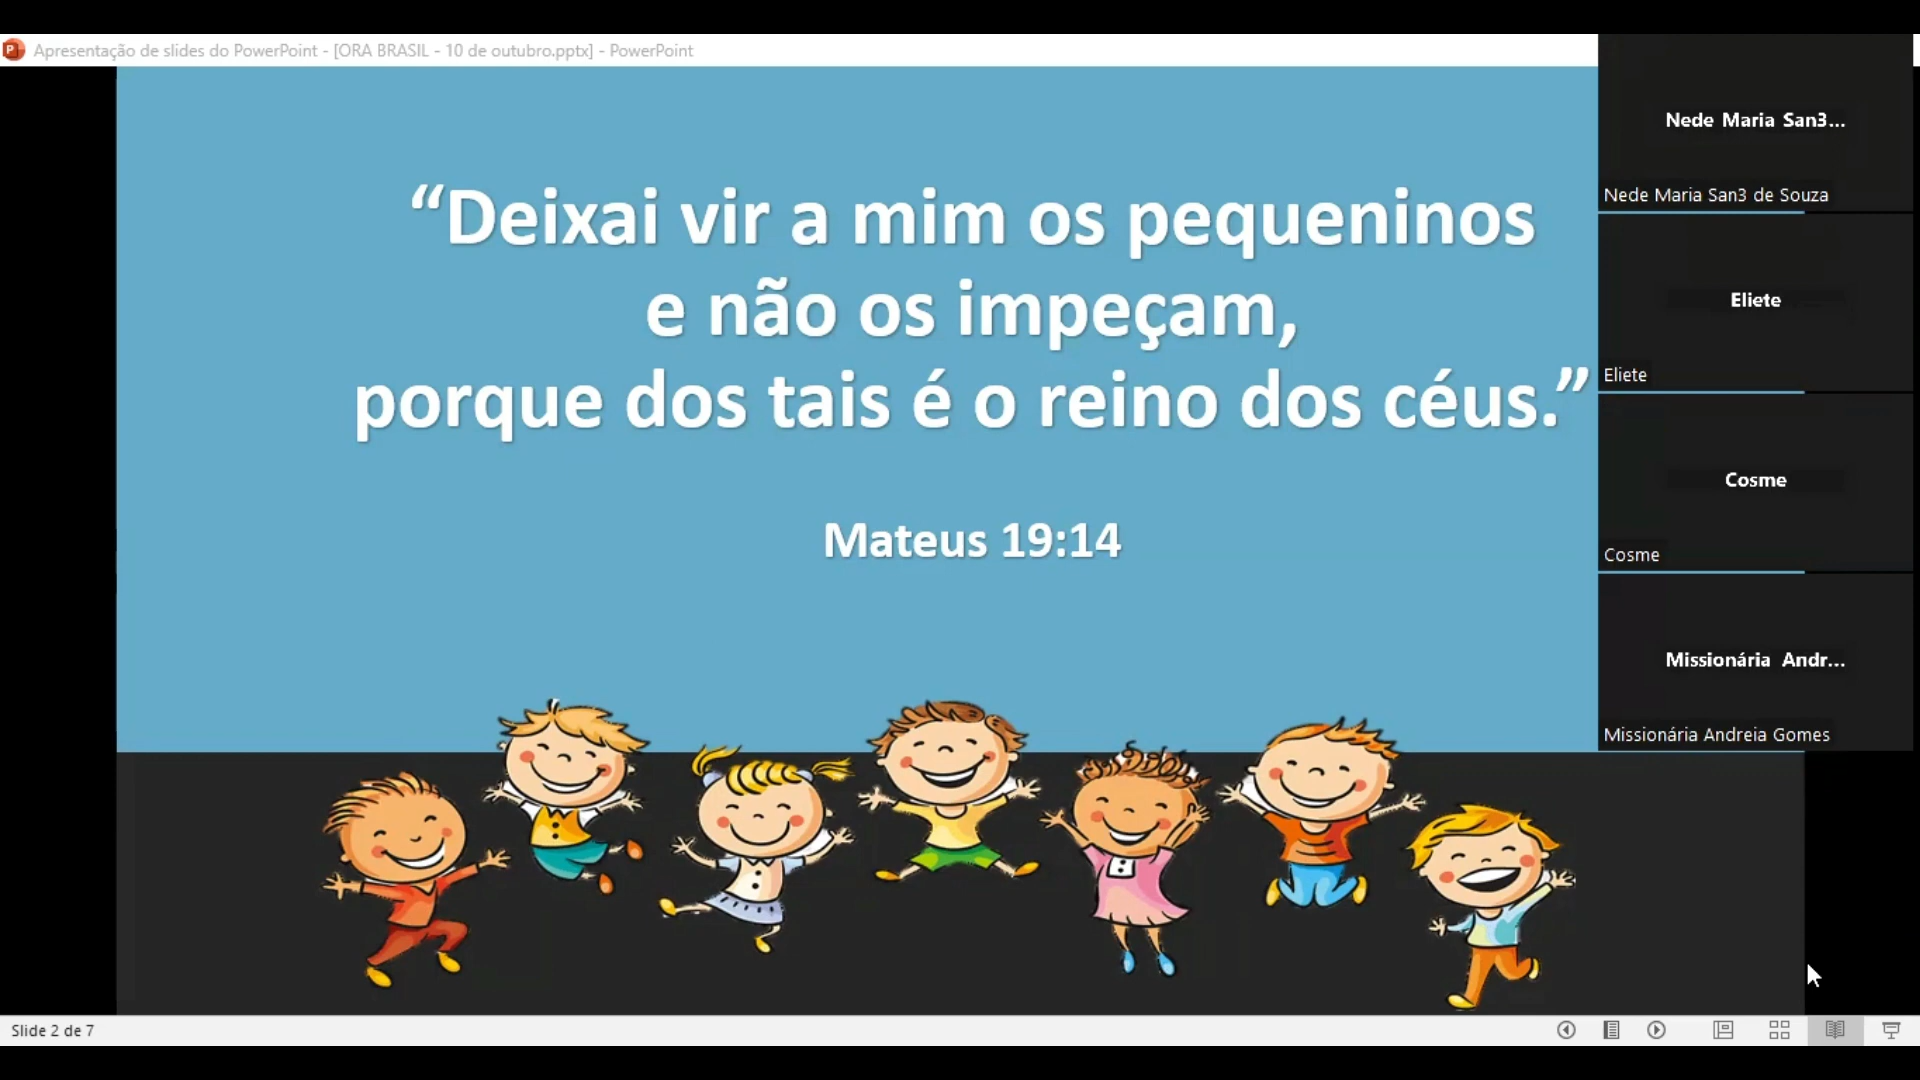 Apresentação de slides do PowerPoint - [ORA BRASIL - 10 de outubro.pptx] - PowerPoint
“Deixai vir a mim os pequeninos
e não os impeçam,
porque dos tais é o reino dos céus.”
Mateus 19:14
Nede Maria San3...
Nede Maria San3 de Souza
Eliete
Eliete
Cosme
Cosme
Missionária Andr...
Missionária Andreia Gomes
Slide 2 de 7